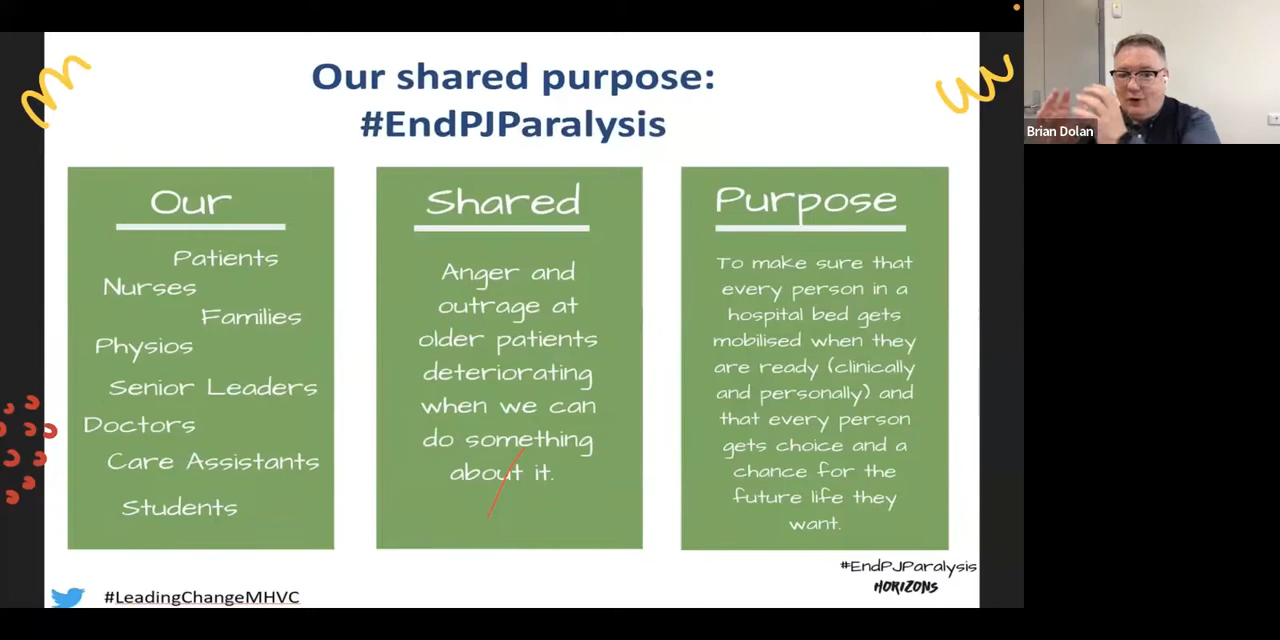 Our shared purpose:
#EndPJParalysis
Our
Patients
Nurses
Families
Physios
Senior Leaders
Doctors
Care Assistants
Students
Shared
Anger and
outrage at
older patients
deteriorating
when we can
do something
about it.
Purpose
To make sure that
every person in a
hospital bed gets
mobilised when they
are ready (clinically
and personally) and
that every person
gets choice and a
chance for the
future life they
want.
#EndPJParalysis
HORIZONS
#LeadingChangeMHVC
Brian Dolan